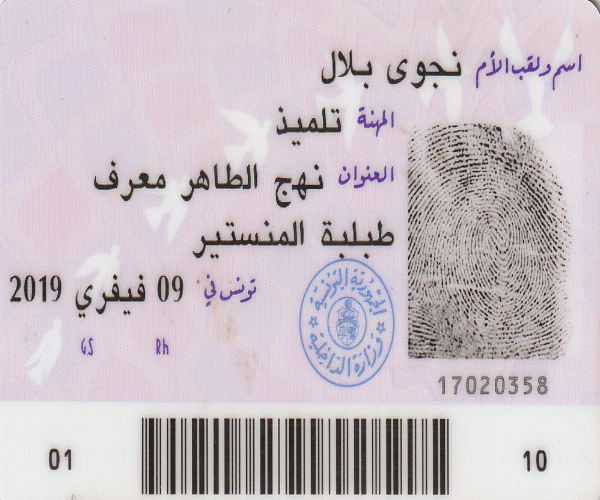 اسم ولقب الأم نجوى بلال
المهنة تلميذ
العنوان نهج الطاهر معرف
طبلبة المنستير
تونس في 09 فيفري 2019
GS Rh
الجمهورية التونسية
وزارة الداخلية
17020358
01 10